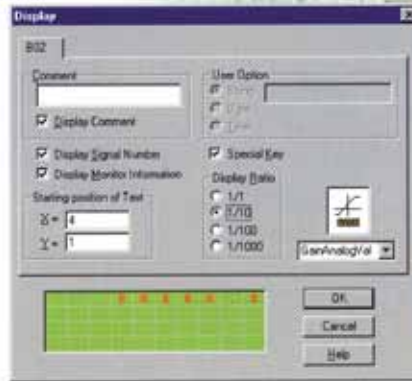 Display
B02
Comment
Display Comment
Display Signal Number
Display Monitor Information
Starting position of Text
X = 4
Y = 1
User Option
Special Key
Display Ratio
1/1
1/10
1/100
1/1000
GainAnalogVal
OK
Cancel
Help